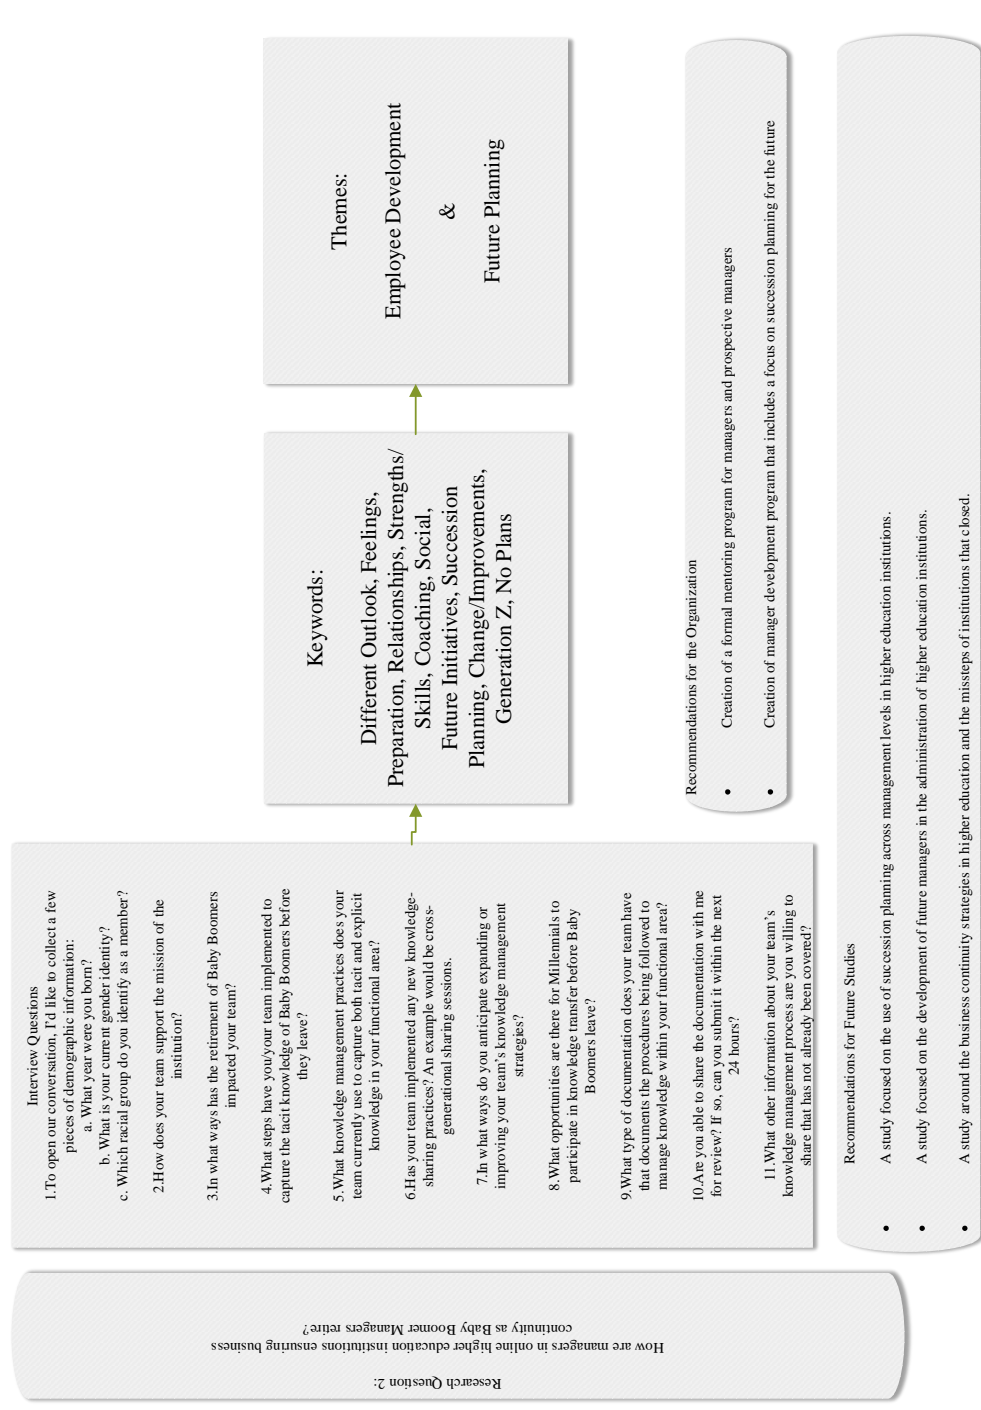 Research Question 2:
How are managers in online higher education institutions ensuring business
continuity as Baby Boomer Managers retire?
Interview Questions
1.To open our conversation, I'd like to collect a few
pieces of demographic information:
a. What year were you born?
b. What is your current gender identity?
c. Which racial group do you identify as a member?
2.How does your team support the mission of the
institution?
3.In what ways has the retirement of Baby Boomers
impacted your team?
4.What steps have you/your team implemented to
capture the tacit knowledge of Baby Boomers before
they leave?
5.What knowledge management practices does your
team currently use to capture both tacit and explicit
knowledge in your functional area?
6.Has your team implemented any new knowledge-
sharing practices? An example would be cross-
generational sharing sessions.
7.In what ways do you anticipate expanding or
improving your team's knowledge management
strategies?
8.What opportunities are there for Millennials to
participate in knowledge transfer before Baby
Boomers leave?
9.What type of documentation does your team have
that documents the procedures being followed to
manage knowledge within your functional area?
10.Are you able to share the documentation with me
for review? If so, can you submit it within the next
24 hours?
11.What other information about your team's
knowledge management process are you willing to
share that has not already been covered?
Keywords:
Different Outlook, Feelings,
Preparation, Relationships, Strengths/
Skills, Coaching, Social,
Future Initiatives, Succession
Planning, Change/Improvements,
Generation Z, No Plans
Themes:
Employee Development
&
Future Planning
Recommendations for the Organization
• Creation of a formal mentoring program for managers and prospective managers
• Creation of manager development program that includes a focus on succession planning for the future
Recommendations for Future Studies
• A study focused on the use of succession planning across management levels in higher education institutions.
• A study focused on the development of future managers in the administration of higher education institutions.
• A study around the business continuity strategies in higher education and the missteps of institutions that closed.